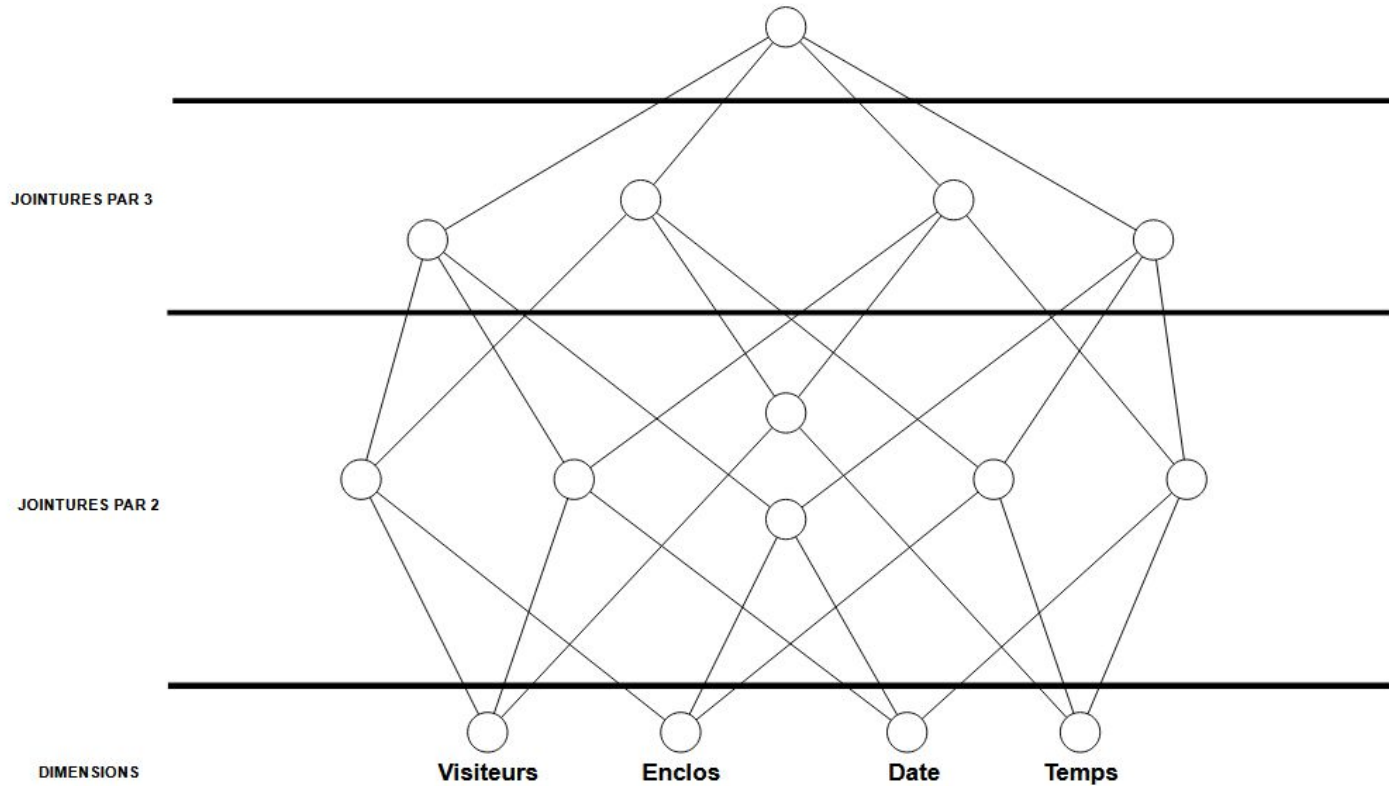 JOINTURES PAR 3
JOINTURES PAR 2
DIMENSIONS
Visiteurs
Enclos
Date
Temps